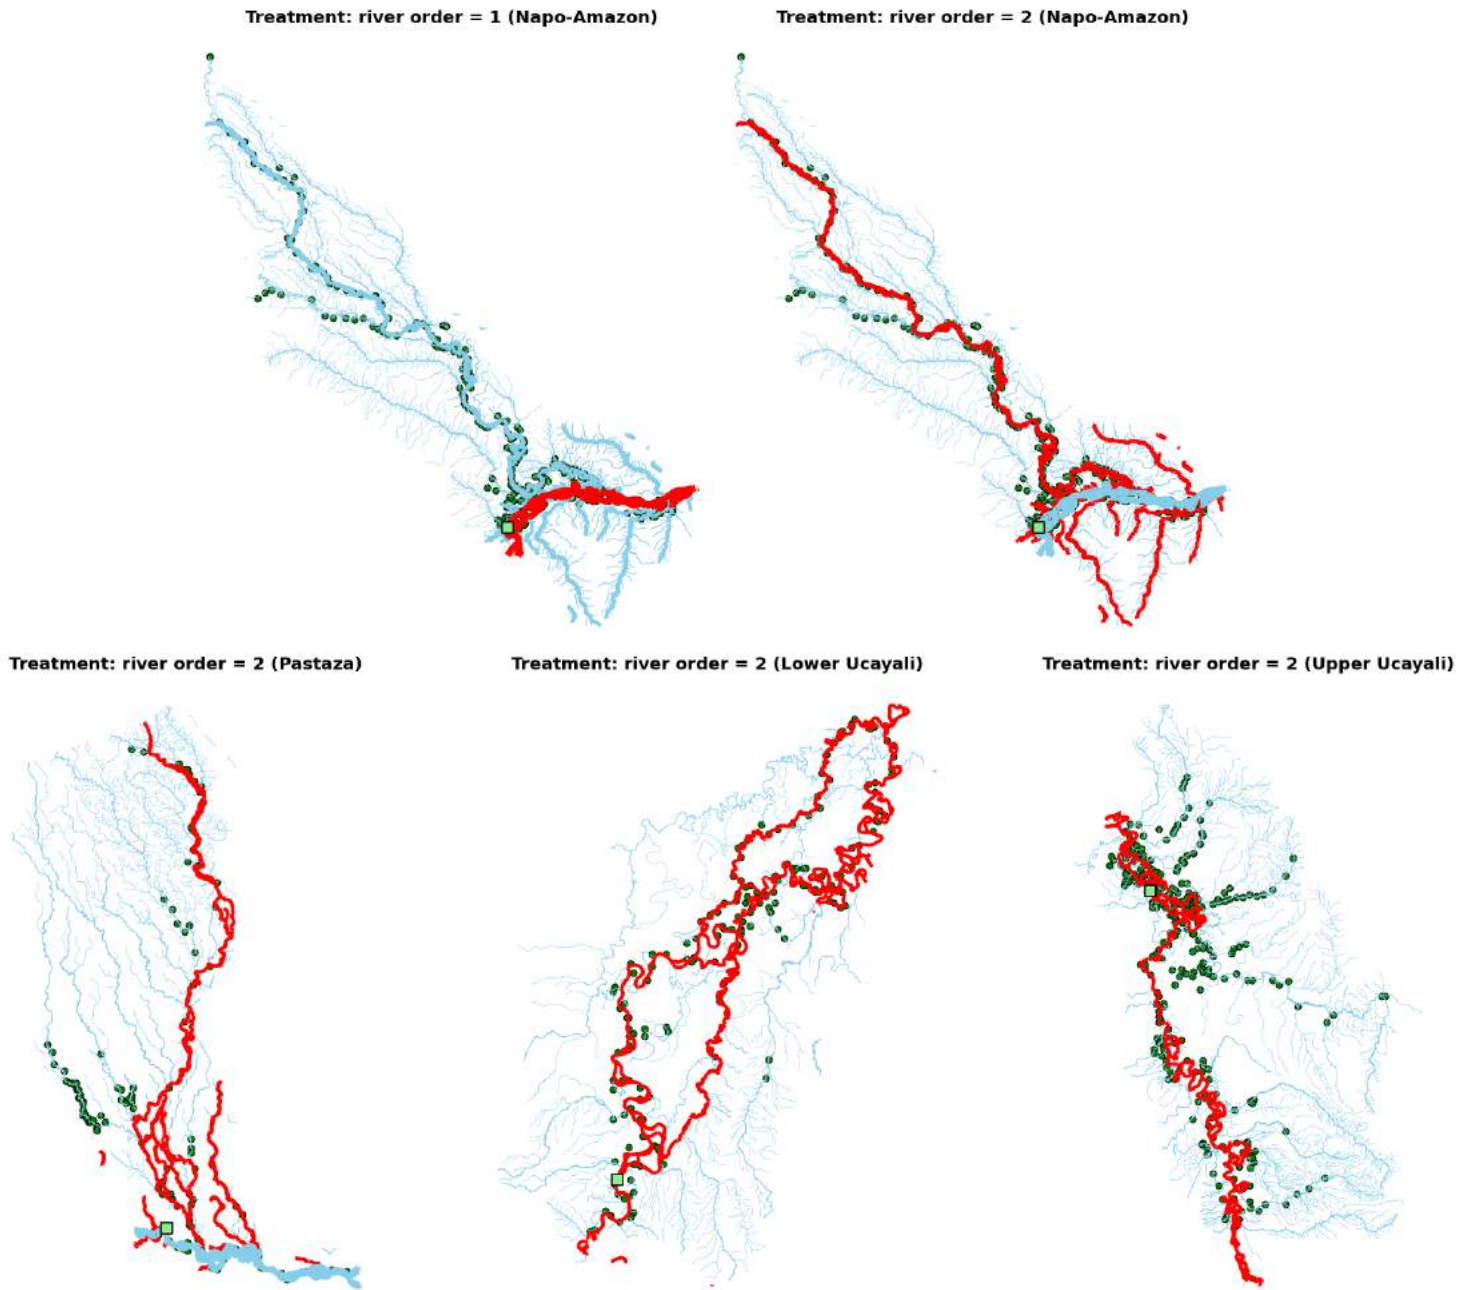 Treatment: river order = 1 (Napo-Amazon)
Treatment: river order = 2 (Napo-Amazon)
Treatment: river order = 2 (Pastaza)
Treatment: river order = 2 (Lower Ucayali)
Treatment: river order = 2 (Upper Ucayali)